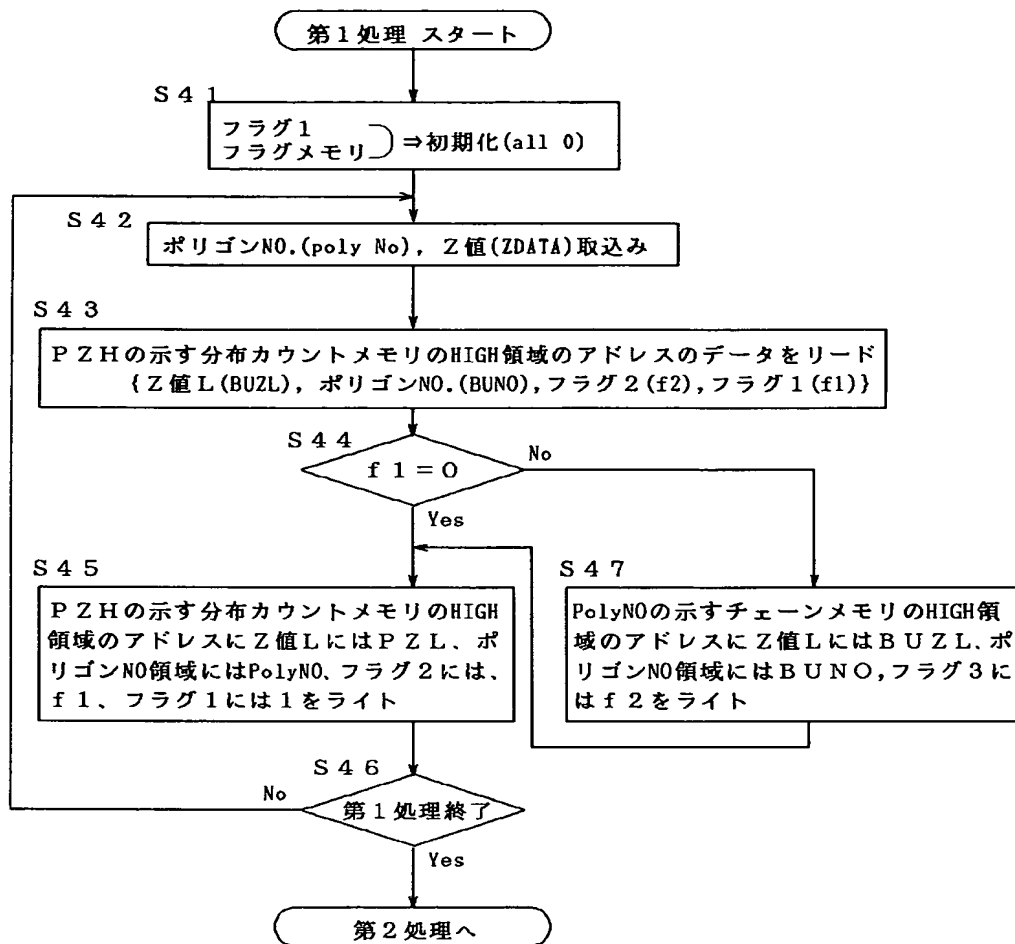 第1処理 スタート
S41
フラグ1
フラグメモリ ⇒初期化(all 0)
S42
ポリゴンNO.(poly No), Z値(ZDATA)取込み
S43
PZHの示す分布カウントメモリのHIGH領域のアドレスのデータをリード
{Z値L(BUZL), ポリゴンNO.(BUNO),フラグ2(f2),フラグ1(f1)}
S44
f1=0
No
Yes
S45
PZHの示す分布カウントメモリのHIGH
領域のアドレスにZ値LにはPZL、ポ
リゴンNO領域にはPolyNO、フラグ2には、
f1、フラグ1には1をライト
S47
PolyNOの示すチェーンメモリのHIGH領
域のアドレスにZ値LにはBUZL、ポ
リゴンNO領域にはBUNO,フラグ3に
はf2をライト
S46
No
第1処理終了
Yes
第2処理へ